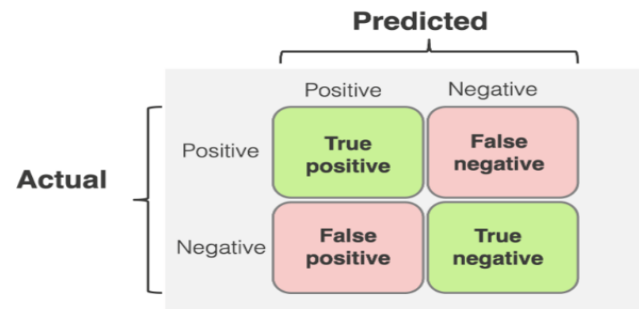 Predicted
Positive Negative
Actual
Positive
True
positive
False
negative
Negative
False
positive
True
negative